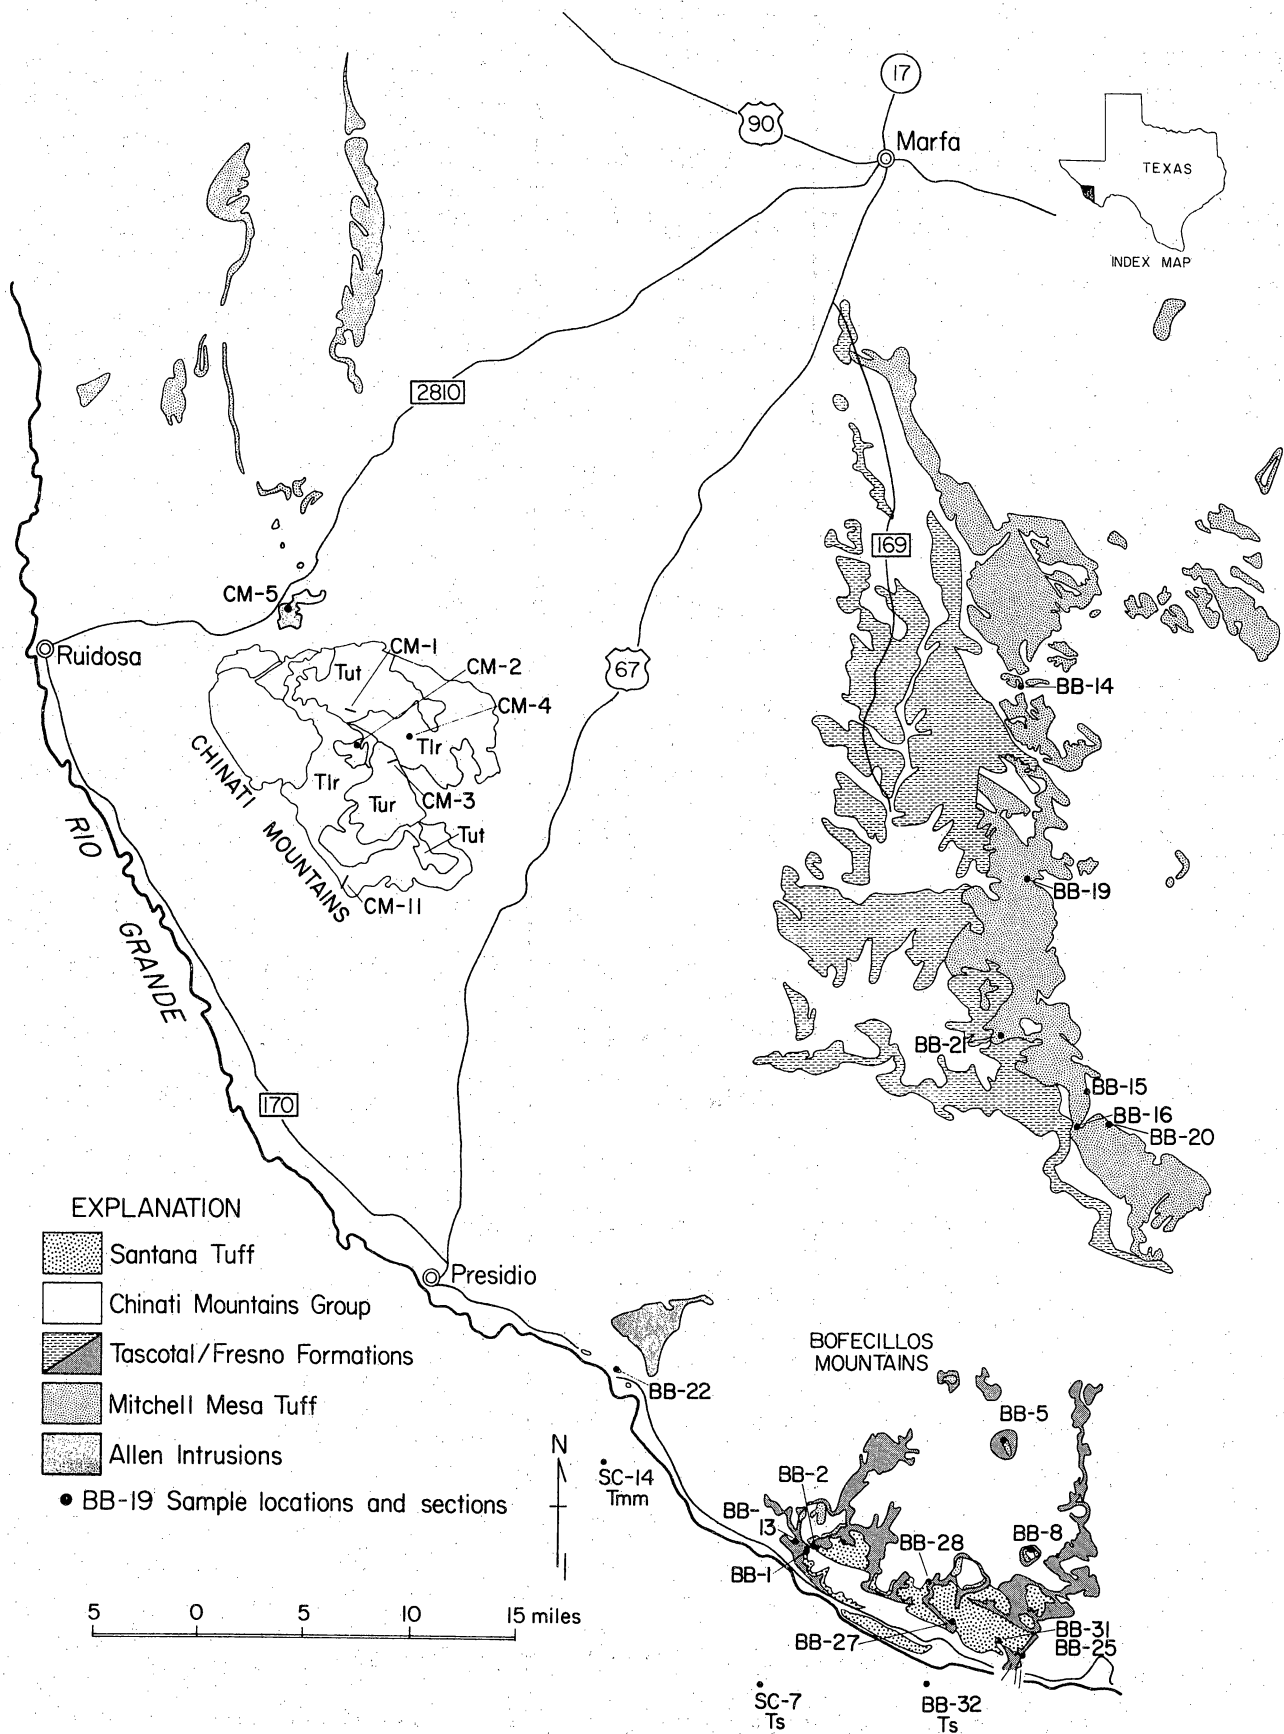 17
90
Marfa
TEXAS
INDEX MAP
2810
169
CM-5
Ruidosa
CM-1
Tut
CM-2
67
BB-14
CM-4
Tlr
CHINATI
MOUNTAINS
Tlr
Tur
CM-3
Tut
RIO
GRANDE
CM-11
BB-19
BB-21
BB-15
170
BB-16
BB-20
EXPLANATION
Santana Tuff
Chinati Mountains Group
Tascotal/Fresno Formations
Mitchell Mesa Tuff
Allen Intrusions
BB-19 Sample locations and sections
Presidio
BOFECILLOS
MOUNTAINS
BB-22
BB-5
N
SC-14
Tmm
BB-2
BB-
13
BB-28
BB-8
BB-1
5 0 5 10 15 miles
BB-27
BB-31
BB-25
SC-7
Ts
BB-32
Ts